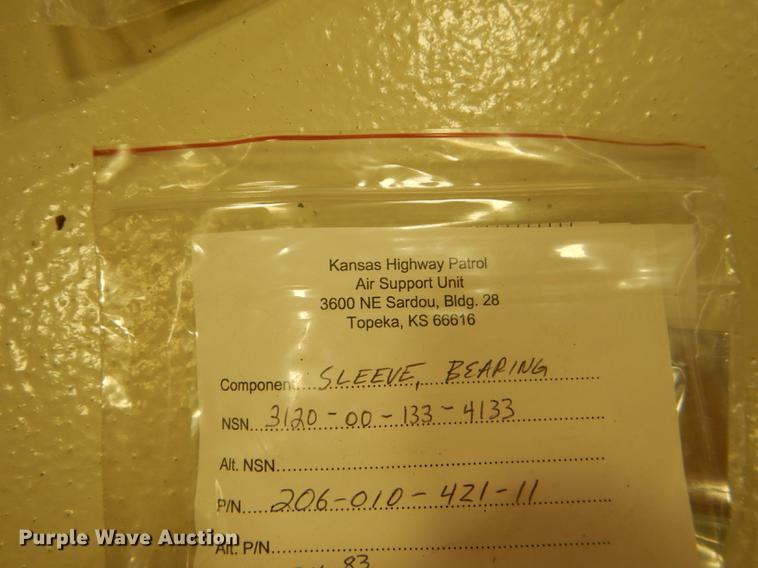 Kansas Highway Patrol
Air Support Unit
3600 NE Sardou, Bldg. 28
Topeka, KS 66616
Component SLEEVE, BEARING
NSN 3120-00-133-4133
Alt. NSN
P/N 206-010-421-11
Alt. P/N
83
Purple Wave Auction